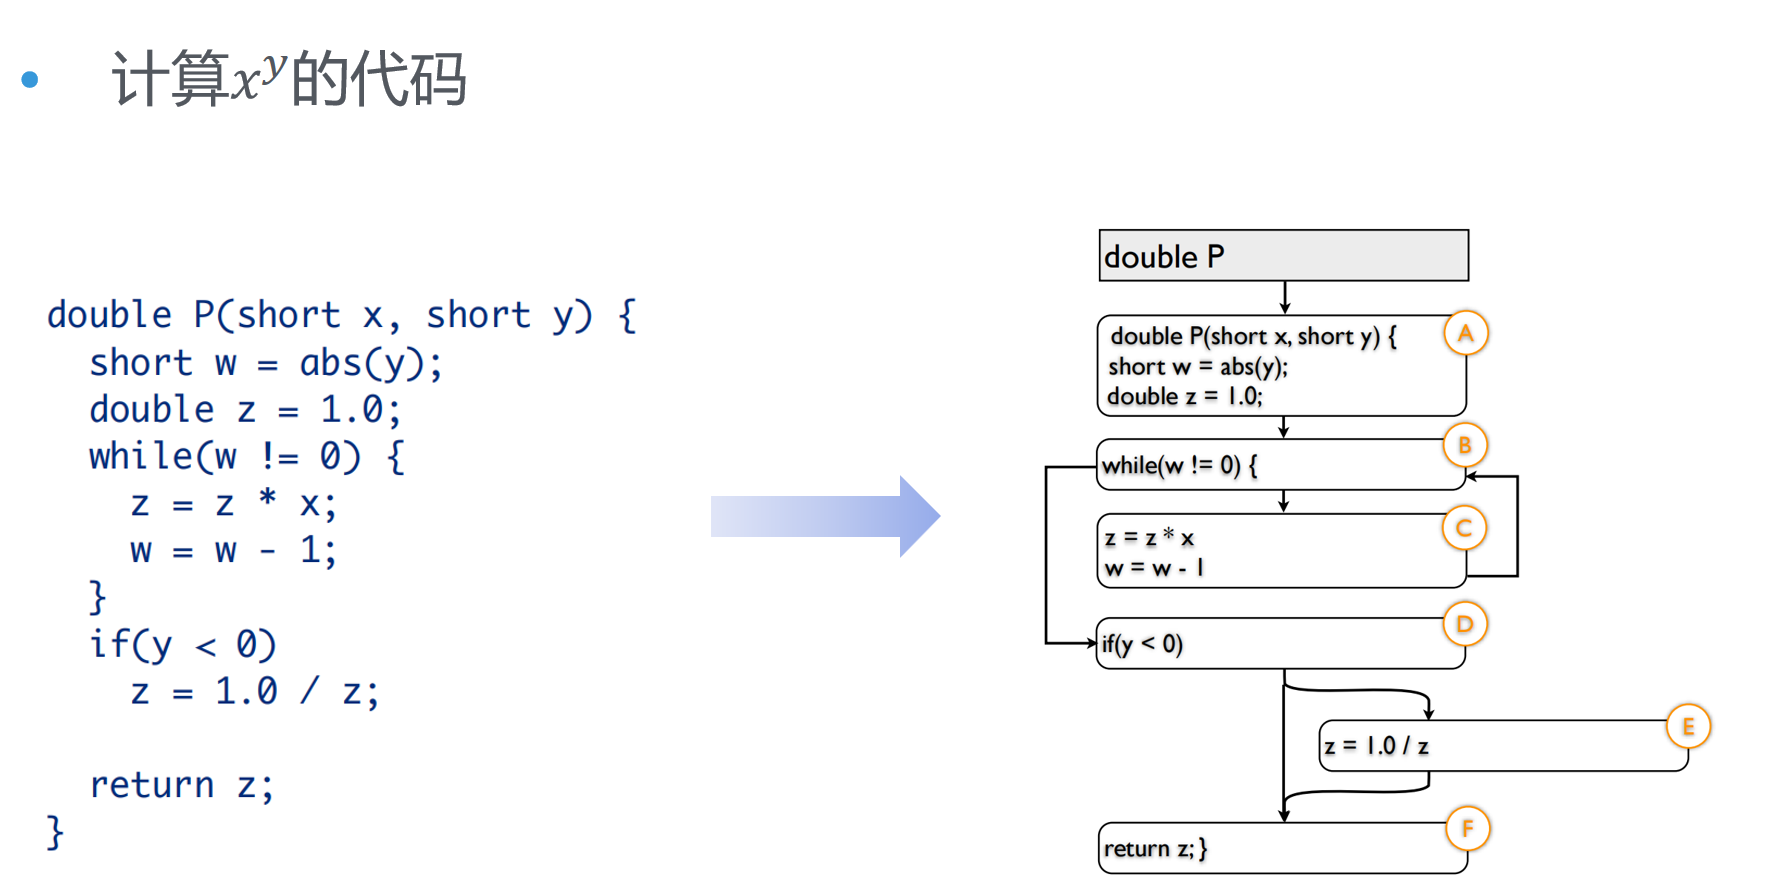 • 计算x^y的代码
double P(short x, short y) {
short w = abs(y);
double z = 1.0;
while(w != 0) {
z = z * x;
w = w - 1;
}
if(y < 0)
z = 1.0 / z;
return z;
}
double P
A
double P(short x, short y) {
short w = abs(y);
double z = 1.0;
B
while(w != 0) {
C
z = z * x
w = w - 1
D
if(y < 0)
E
z = 1.0 / z
F
return z; }